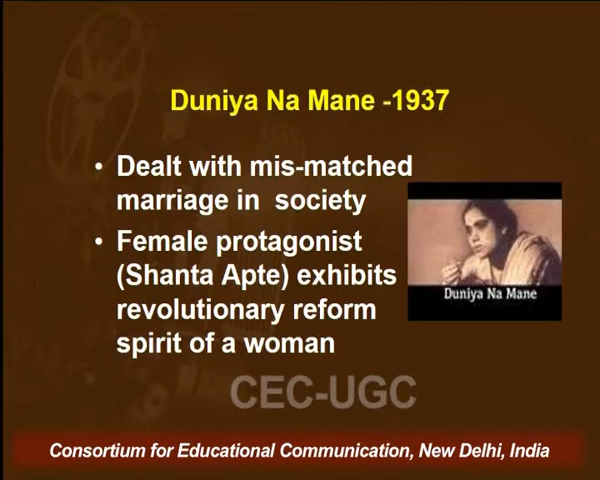 Duniya Na Mane -1937
• Dealt with mis-matched
marriage in society
• Female protagonist
(Shanta Apte) exhibits
revolutionary reform
spirit of a woman
Duniya Na Mane
CEC-UGC
Consortium for Educational Communication, New Delhi, India